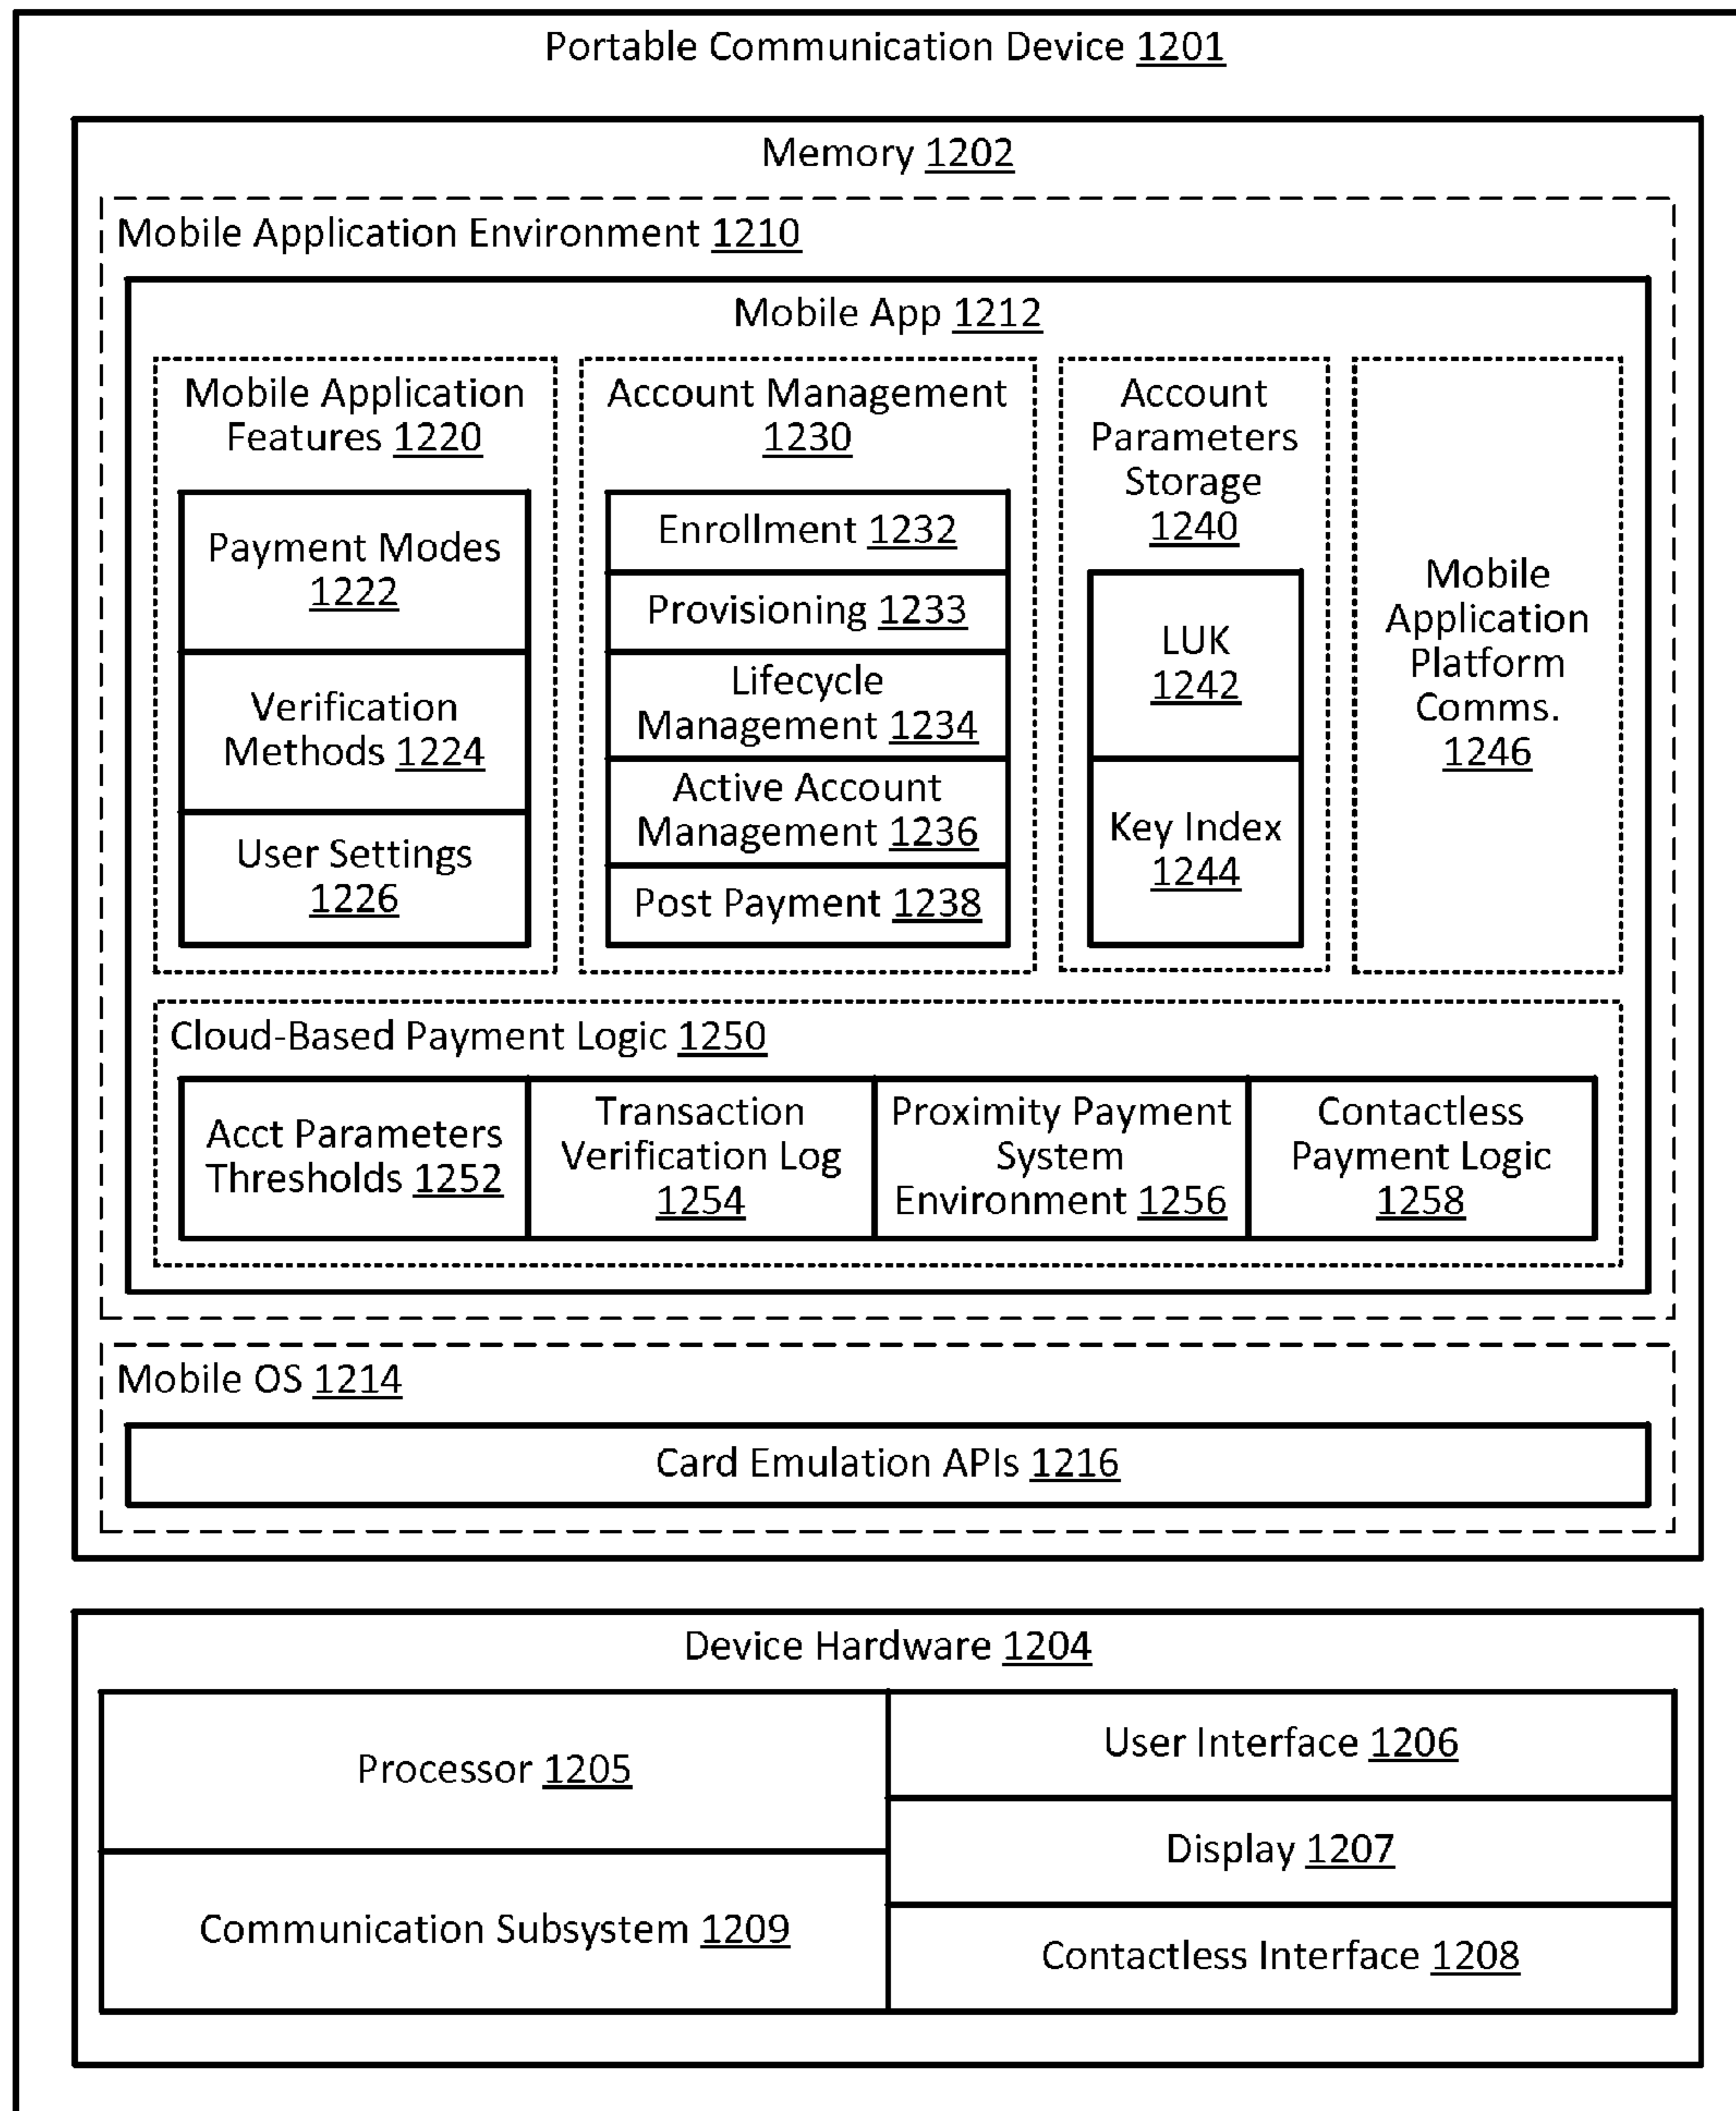 Portable Communication Device 1201
Memory 1202
Mobile Application Environment 1210
Mobile App 1212
Mobile Application
Features 1220
Payment Modes
1222
Verification
Methods 1224
User Settings
1226
Account Management
1230
Enrollment 1232
Provisioning 1233
Lifecycle
Management 1234
Active Account
Management 1236
Post Payment 1238
Account
Parameters
Storage
1240
LUK
1242
Key Index
1244
Mobile
Application
Platform
Comms.
1246
Cloud-Based Payment Logic 1250
Acct Parameters
Thresholds 1252
Transaction
Verification Log
1254
Proximity Payment
System
Environment 1256
Contactless
Payment Logic
1258
Mobile OS 1214
Card Emulation APIs 1216
Device Hardware 1204
Processor 1205
Communication Subsystem 1209
User Interface 1206
Display 1207
Contactless Interface 1208